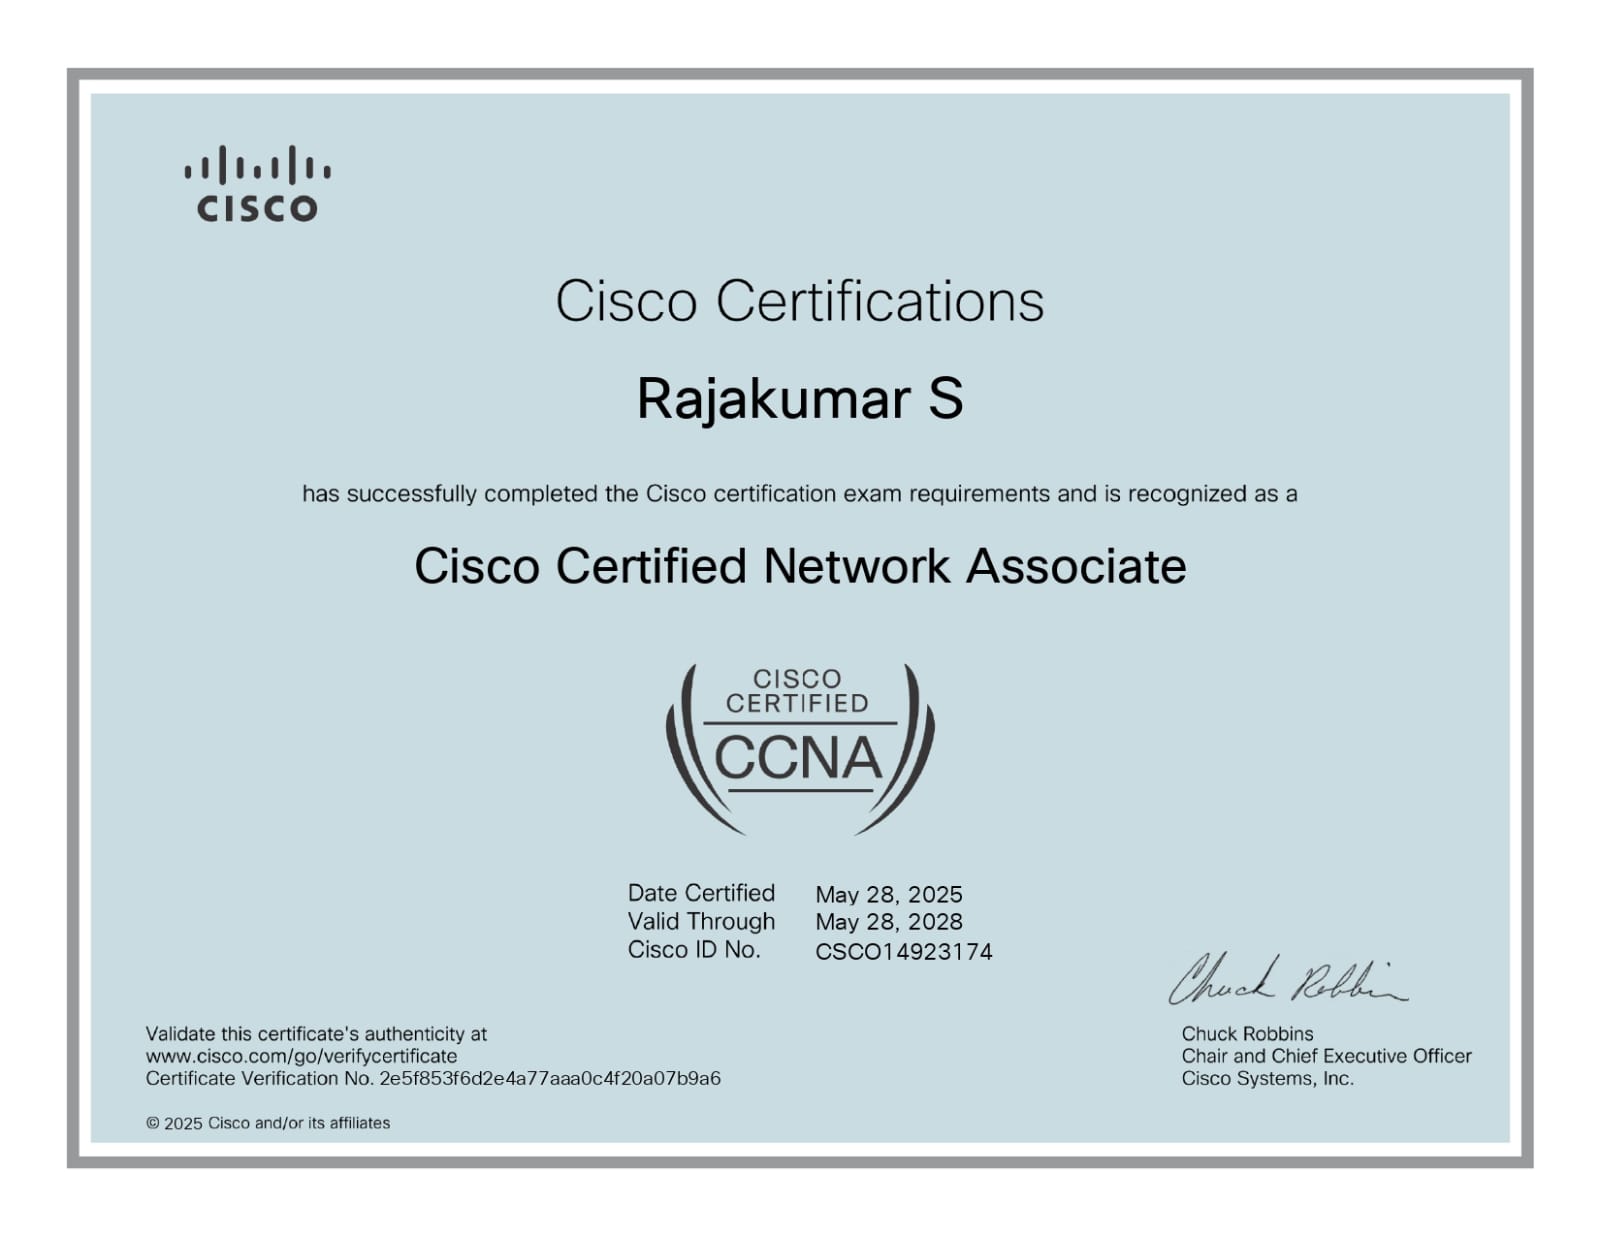 CISCO
Cisco Certifications
Rajakumar S
has successfully completed the Cisco certification exam requirements and is recognized as a
Cisco Certified Network Associate
CISCO
CERTIFIED
CCNA
Date Certified May 28, 2025
Valid Through May 28, 2028
Cisco ID No. CSCO14923174
Chuck Robbins
Validate this certificate's authenticity at
www.cisco.com/go/verifycertificate
Certificate Verification No. 2e5f853f6d2e4a77aaa0c4f20a07b9a6
Chuck Robbins
Chair and Chief Executive Officer
Cisco Systems, Inc.
© 2025 Cisco and/or its affiliates